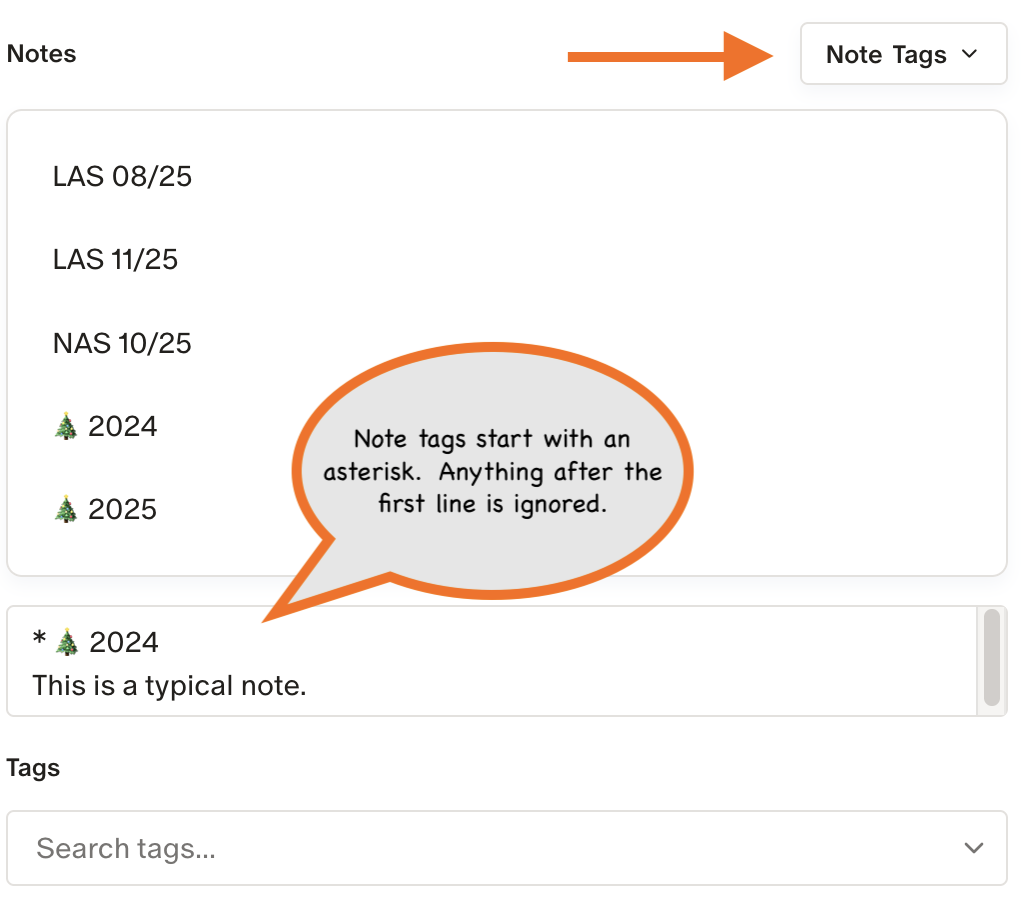 Notes
Note Tags
LAS 08/25
LAS 11/25
NAS 10/25
🎄 2024
🎄 2025
Note tags start with an
asterisk. Anything after the
first line is ignored.
* 🎄 2024
This is a typical note.
Tags
Search tags...